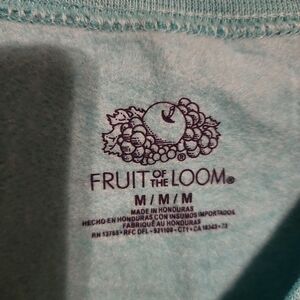 FRUIT OF THE LOOM®
M / M / M
MADE IN HONDURAS
HECHO EN HONDURAS CON INSUMOS IMPORTADOS
FABRIQUÉ AU HONDURAS